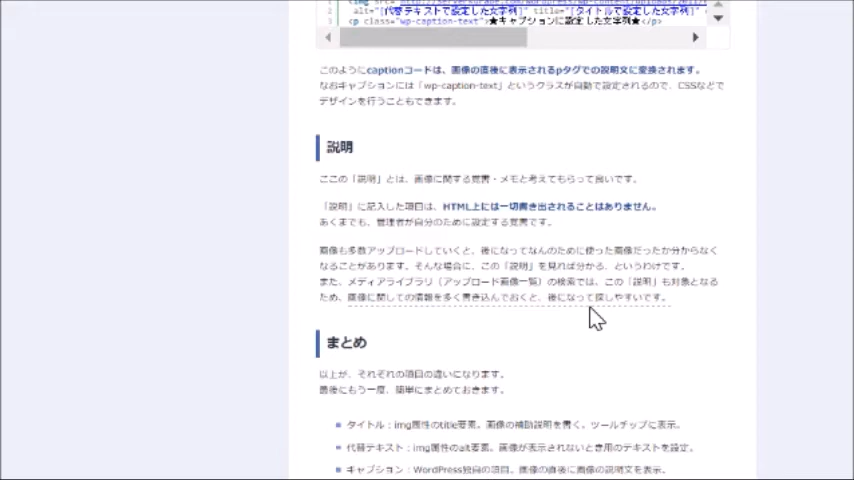 alt="[代替テキストで設定した文字列]" title="[タイトルで設定した文字列]"
<p class="wp-caption-text">★キャプションに設定した文字列★</p>
このようにcaptionコードは、画像の直後に表示されるpタグでの説明文に変換されます。
なおキャプションには「wp-caption-text」というクラスが自動で設定されるので、CSSなどで
デザインを行うこともできます。
説明
ここの「説明」とは、画像に関する覚書・メモと考えてもらって良いです。
「説明」に記入した項目は、HTML上には一切書き出されることはありません。
あくまでも、管理者が自分のために設定する覚書です。
画像も多数アップロードしていくと、後になってなんのために使った画像だったか分からなく
なることがあります。そんな場合に、この「説明」を見れば分かる、というわけです。
また、メディアライブラリ（アップロード画像一覧）の検索では、この「説明」も対象となる
ため、画像に関しての情報を多く書き込んでおくと、後になって探しやすいです。
まとめ
以上が、それぞれの項目の違いになります。
最後にもう一度、簡単にまとめておきます。
タイトル：img属性のtitle要素。画像の補助説明を書く。ツールチップに表示。
代替テキスト：img属性のalt要素。画像が表示されないとき用のテキストを設定。
キャプション：WordPress独自の項目。画像の直後に画像の説明文を表示。